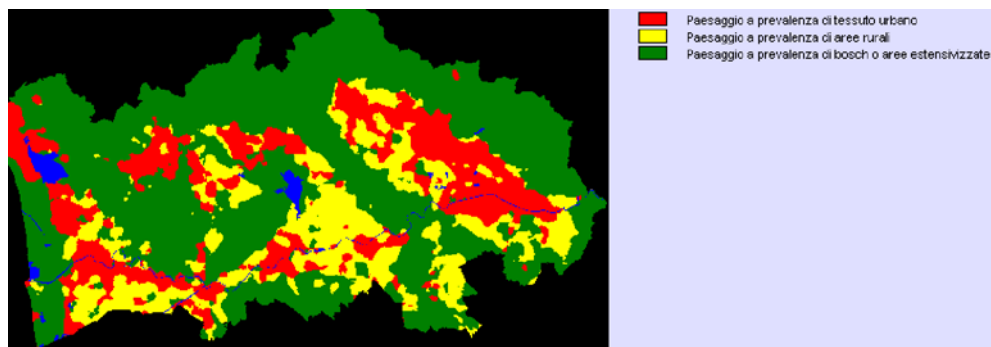 Paesaggio a prevalenza di tessuto urbano
Paesaggio a prevalenza di aree rurali
Paesaggio a prevalenza di bosch o aree estensivizzate